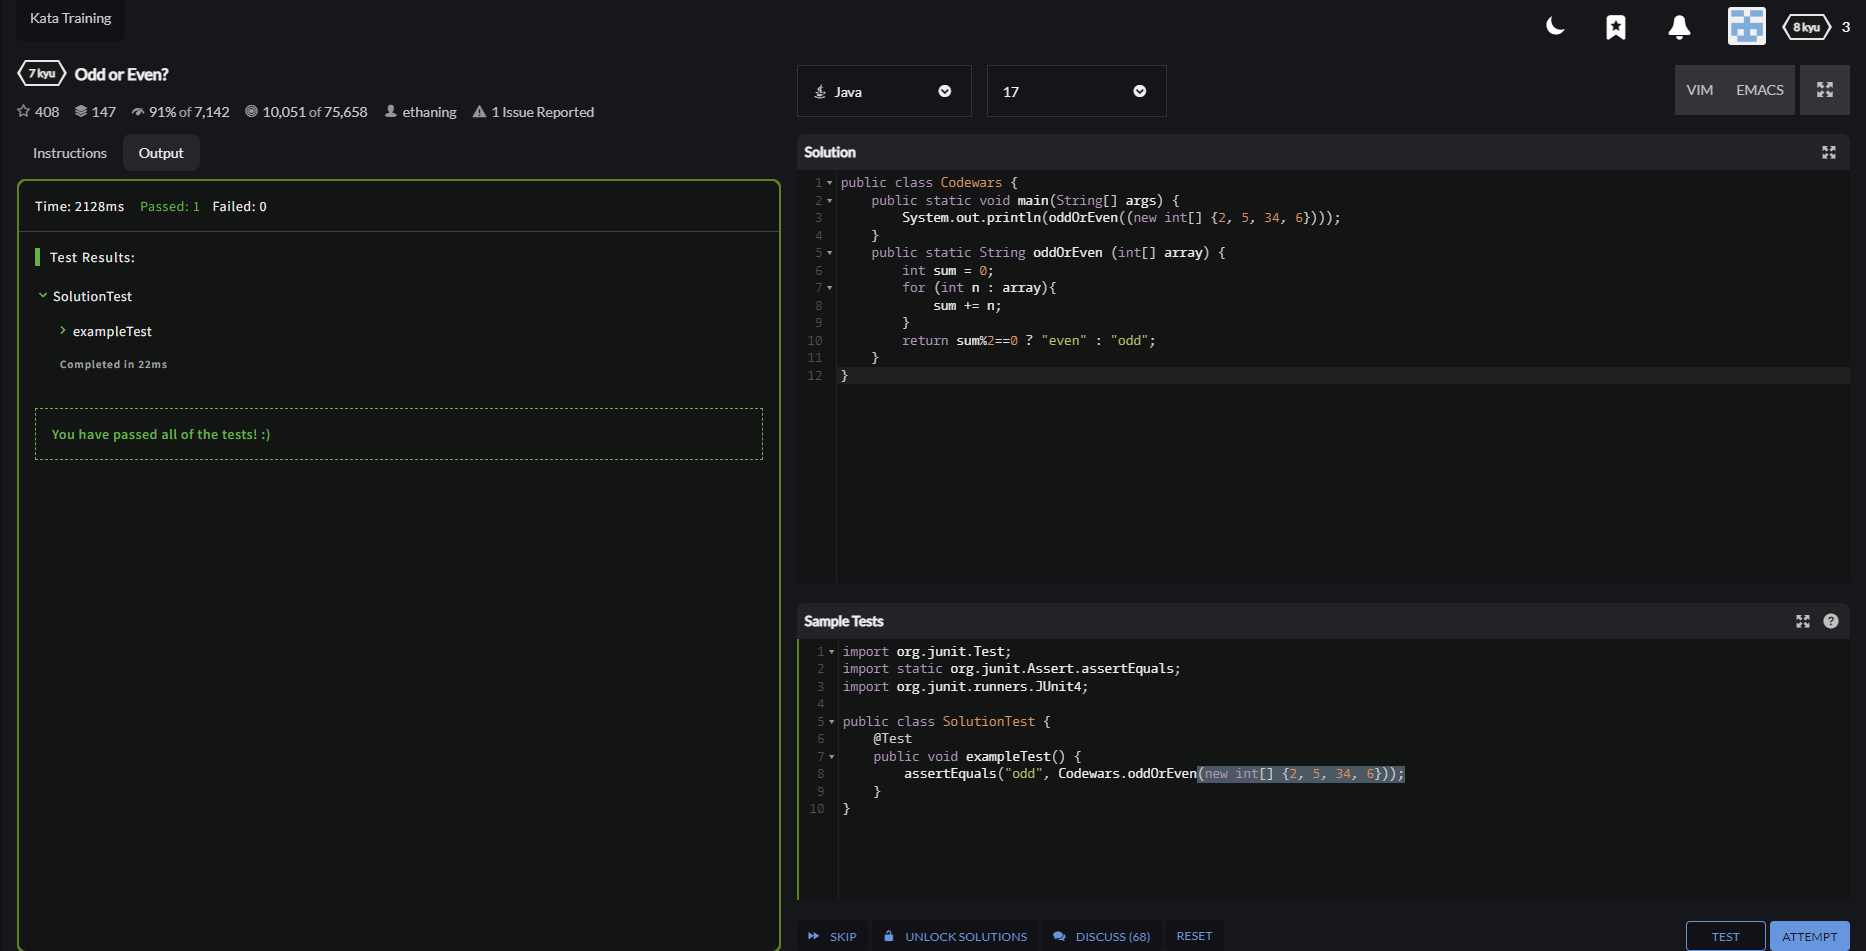 Kata Training
8 kyu 3
7 kyu Odd or Even?
408 147 91% of 7,142 10,051 of 75,658 ethaning 1 Issue Reported
Instructions Output
Time: 2128ms Passed: 1 Failed: 0
Test Results:
SolutionTest
exampleTest
Completed in 22ms
You have passed all of the tests! :)
Java 17 VIM EMACS
Solution
1 public class Codewars {
2 public static void main(String[] args) {
3 System.out.println(oddOrEven((new int[] {2, 5, 34, 6})));
4 }
5 public static String oddOrEven (int[] array) {
6 int sum = 0;
7 for (int n : array){
8 sum += n;
9 }
10 return sum%2==0 ? "even" : "odd";
11 }
12 }
Sample Tests ?
1 import org.junit.Test;
2 import static org.junit.Assert.assertEquals;
3 import org.junit.runners.JUnit4;
4
5 public class SolutionTest {
6 @Test
7 public void exampleTest() {
8 assertEquals("odd", Codewars.oddOrEven(new int[] {2, 5, 34, 6}));
9 }
10 }
SKIP UNLOCK SOLUTIONS DISCUSS (68) RESET TEST ATTEMPT